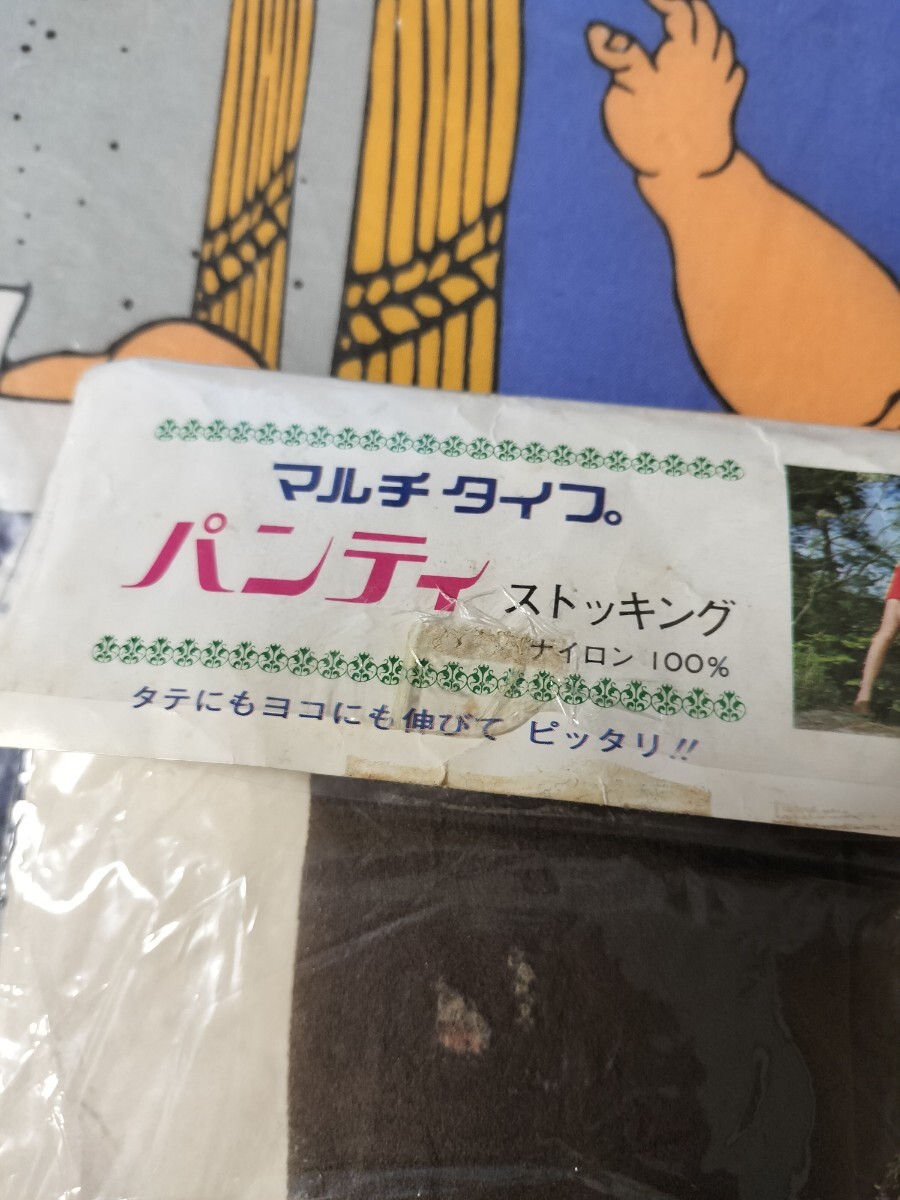 マルチタイプ
パンティ ストッキング
ナイロン 100%
タテにもヨコにも伸びて ピッタリ!!